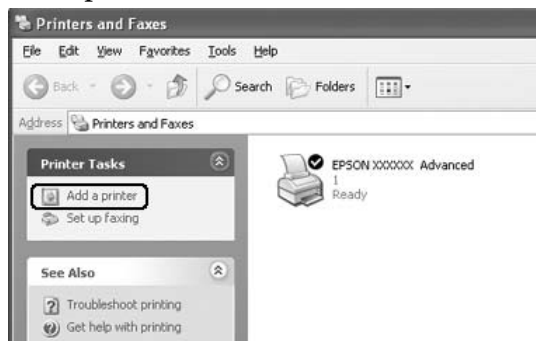 Printers and Faxes
File Edit View Favorites Tools Help
Back Search Folders
Address Printers and Faxes
Printer Tasks
Add a printer
Set up faxing
See Also
Troubleshoot printing
Get help with printing
EPSON XXXXXX Advanced
1
Ready